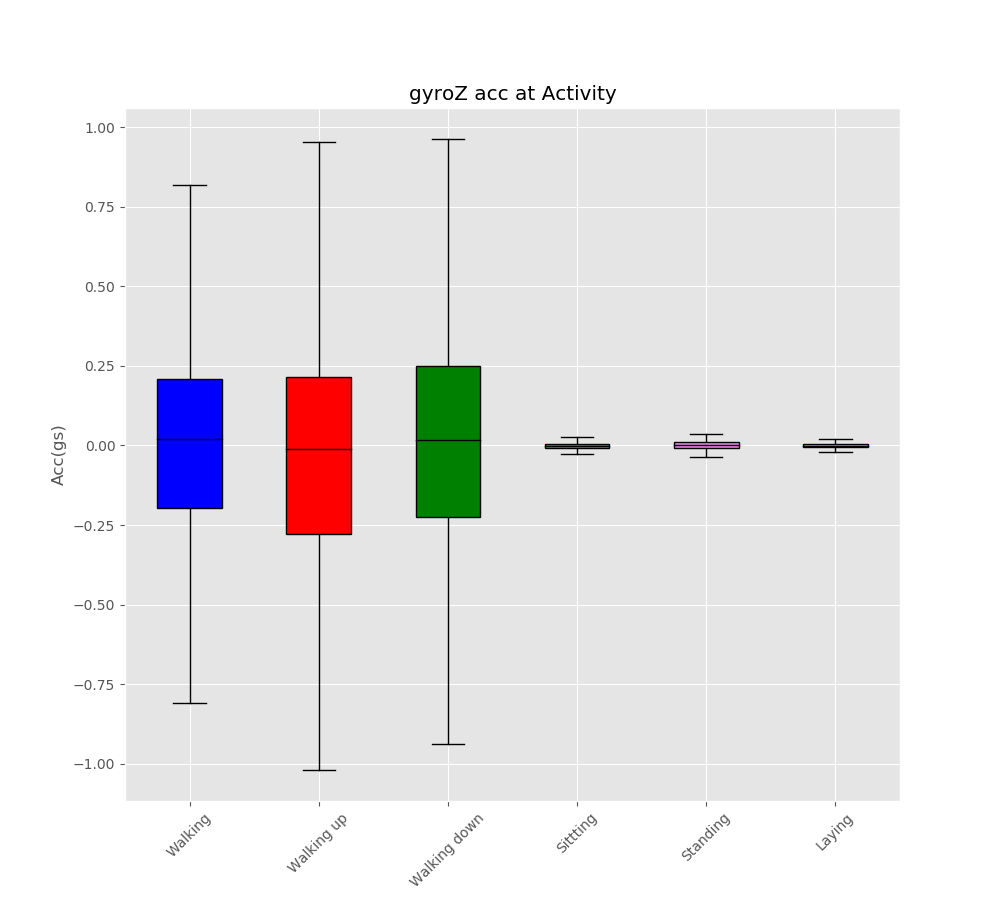 gyroZ acc at Activity
1.00
0.75
0.50
0.25
0.00
−0.25
−0.50
−0.75
−1.00
Acc(gs)
Walking
Walking up
Walking down
Sittting
Standing
Laying